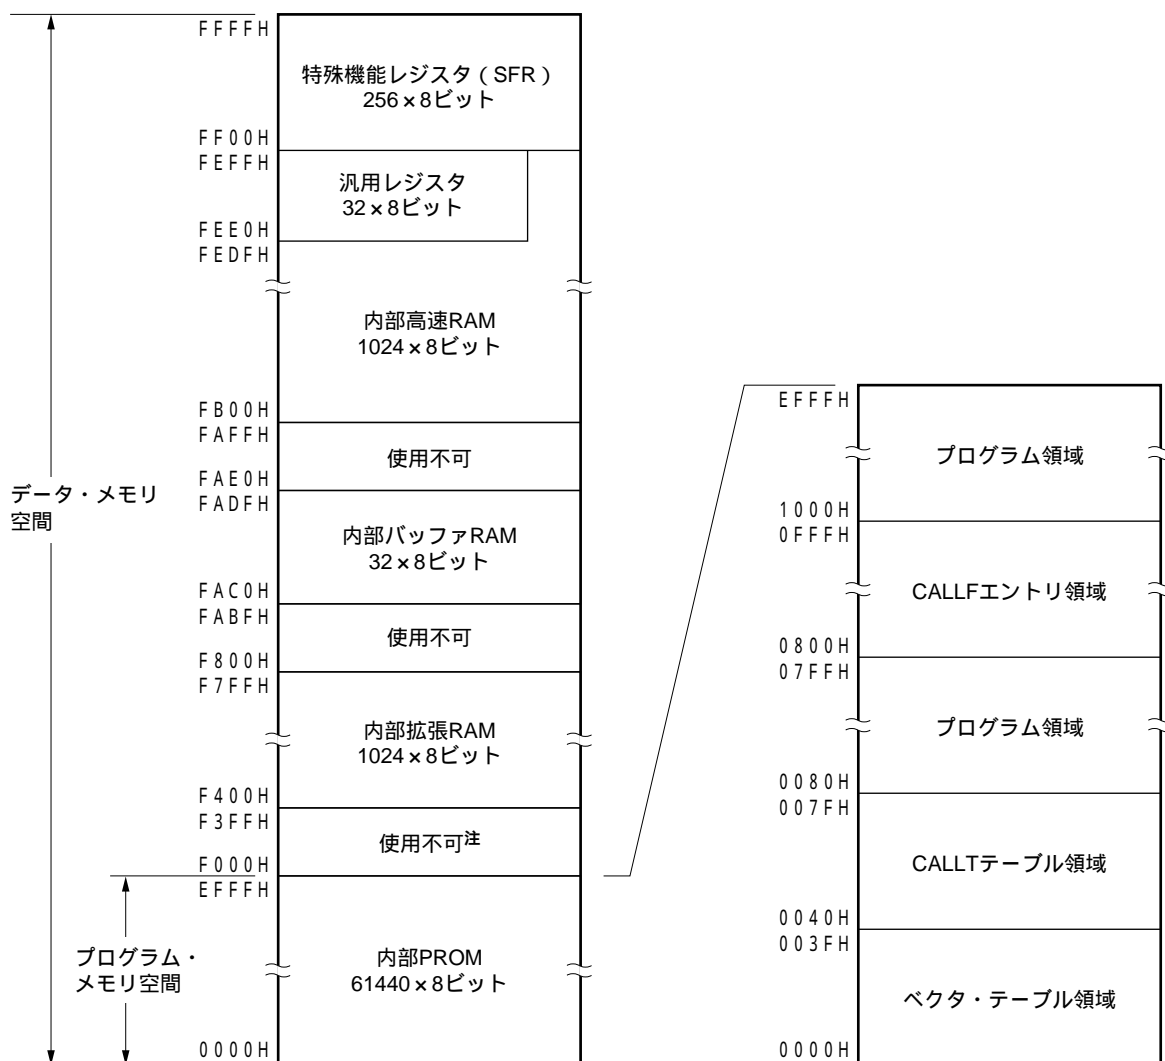 FFFFH
特殊機能レジスタ（SFR）
256×8ビット
FF00H
FEFFH
汎用レジスタ
32×8ビット
FEE0H
FEDFH
内部高速RAM
1024×8ビット
FB00H
FAFFH
使用不可
FAE0H
FADFH
データ・メモリ
空間
内部バッファRAM
32×8ビット
FAC0H
FABFH
使用不可
F800H
F7FFH
内部拡張RAM
1024×8ビット
F400H
F3FFH
使用不可注
F000H
EFFFH
プログラム・
メモリ空間
内部PROM
61440×8ビット
0000H
EFFFH
プログラム領域
1000H
0FFFH
CALLFエントリ領域
0800H
07FFH
プログラム領域
0080H
007FH
CALLTテーブル領域
0040H
003FH
ベクタ・テーブル領域
0000H